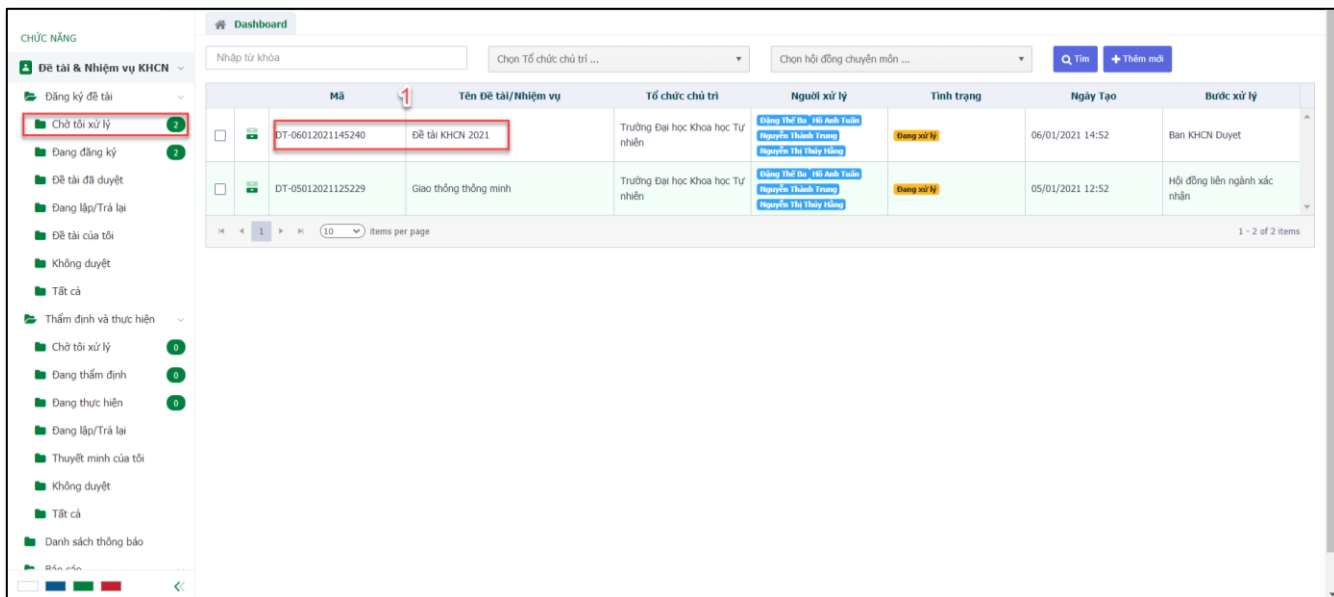 Dashboard
CHỨC NĂNG
Nhập từ khóa
Chọn Tổ chức chủ trì ...
Chọn hội đồng chuyên môn ...
Tìm
Thêm mới
Đề tài & Nhiệm vụ KHCN
Đăng ký đề tài
Chờ tôi xử lý 2
Đang đăng ký 2
Đề tài đã duyệt
Đang lập/Trả lại
Đề tài của tôi
Không duyệt
Tất cả
Thẩm định và thực hiện
Chờ tôi xử lý 0
Đang thẩm định 0
Đang thực hiện 0
Đang lập/Trả lại
Thuyết minh của tôi
Không duyệt
Tất cả
Danh sách thông báo
Báo cáo
Mã 1 Tên Đề tài/Nhiệm vụ Tổ chức chủ trì Người xử lý Tình trạng Ngày Tạo Bước xử lý
DT-06012021145240 Đề tài KHCN 2021
Trường Đại học Khoa học Tự
nhiên
Đặng Thế Ba Hồ Anh Tuấn
Nguyễn Thành Trung
Nguyễn Thị Thúy Hằng
Đang xử lý
06/01/2021 14:52
Ban KHCN Duyet
DT-05012021125229 Giao thông thông minh
Trường Đại học Khoa học Tự
nhiên
Đặng Thế Ba Hồ Anh Tuấn
Nguyễn Thành Trung
Nguyễn Thị Thúy Hằng
Đang xử lý
05/01/2021 12:52
Hội đồng liên ngành xác
nhận
1 10 items per page
1 - 2 of 2 items